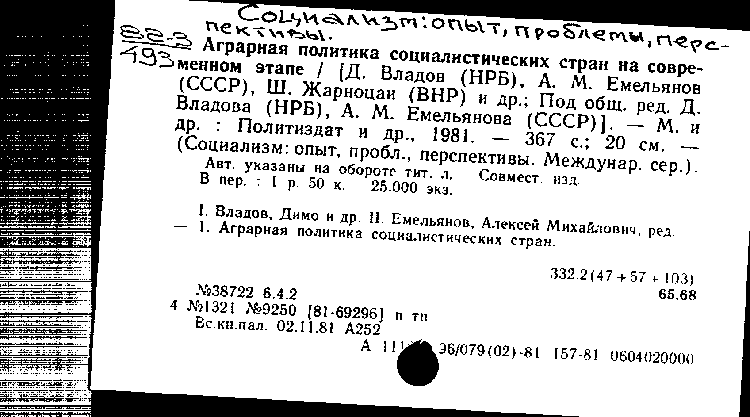 Социализм: опыт, проблемы, перс-
пективы.
88-3
493
Аграрная политика социалистических стран на совре-
менном этапе / [Д. Владов (НРБ), А. М. Емельянов
(СССР), Ш. Жарноцаи (ВНР) и др.; Под общ. ред. Д.
Владова (НРБ), А. М. Емельянова (СССР)]. — М. и
др. : Политиздат и др., 1981. — 367 с.; 20 см. —
(Социализм: опыт, пробл., перспективы. Междунар. сер.).
Авт. указаны на обороте тит. л. Совмест. изд.
В пер. : 1 р. 50 к. 25.000 экз.
I. Владов, Димо и др. II. Емельянов, Алексей Михайлович, ред.
— 1. Аграрная политика социалистических стран.
332.2(47+57+103)
65.68
№38722 6.4.2
4 №1321 №9250 [81-69296] п тп
Вс.кн.пал. 02.11.81 А252
А 96/079(02)-81 157-81 0604020000